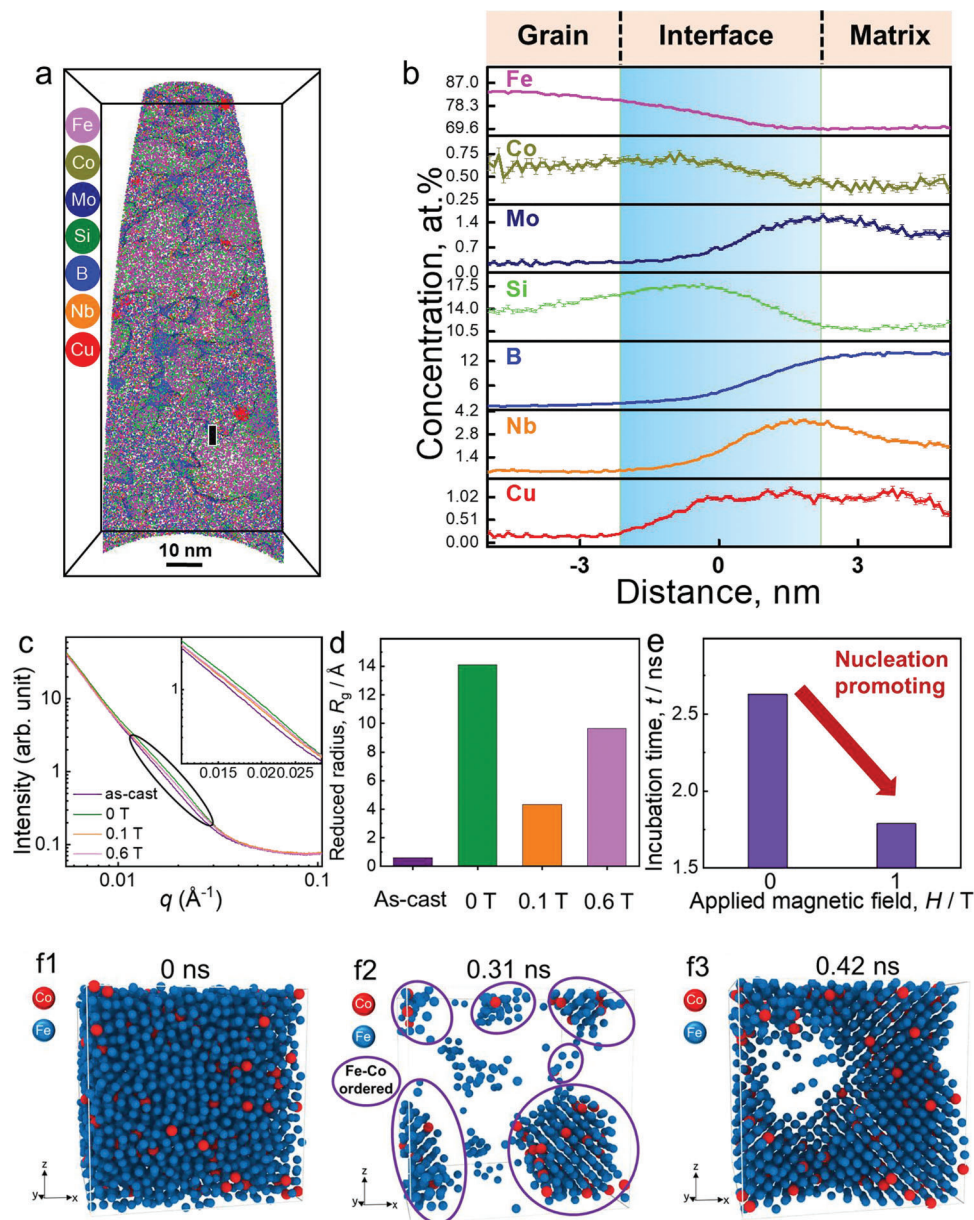 Grain Interface Matrix
a
Fe
Co
Mo
Si
B
Nb
Cu
10 nm
b
Concentration, at.%
Fe
87.0
78.3
69.6
Co
0.75
0.50
0.25
Mo
1.4
0.7
0.0
Si
17.5
14.0
10.5
B
12
6
Nb
4.2
2.8
1.4
Cu
1.02
0.51
0.00
-3 0 3
Distance, nm
c
Intensity (arb. unit)
10
1
0.1
1
0.015 0.020 0.025
as-cast
0 T
0.1 T
0.6 T
0.01 0.1
q (Å⁻¹)
d
Reduced radius, Rg / Å
14
12
10
8
6
4
2
0
As-cast 0 T 0.1 T 0.6 T
e
Incubation time, t / ns
Nucleation
promoting
2.5
2.0
1.5
0 1
Applied magnetic field, H / T
f1 0 ns
Co
Fe
z
y x
f2 0.31 ns
Co
Fe
Fe-Co
ordered
z
y x
f3 0.42 ns
Co
Fe
z
y x